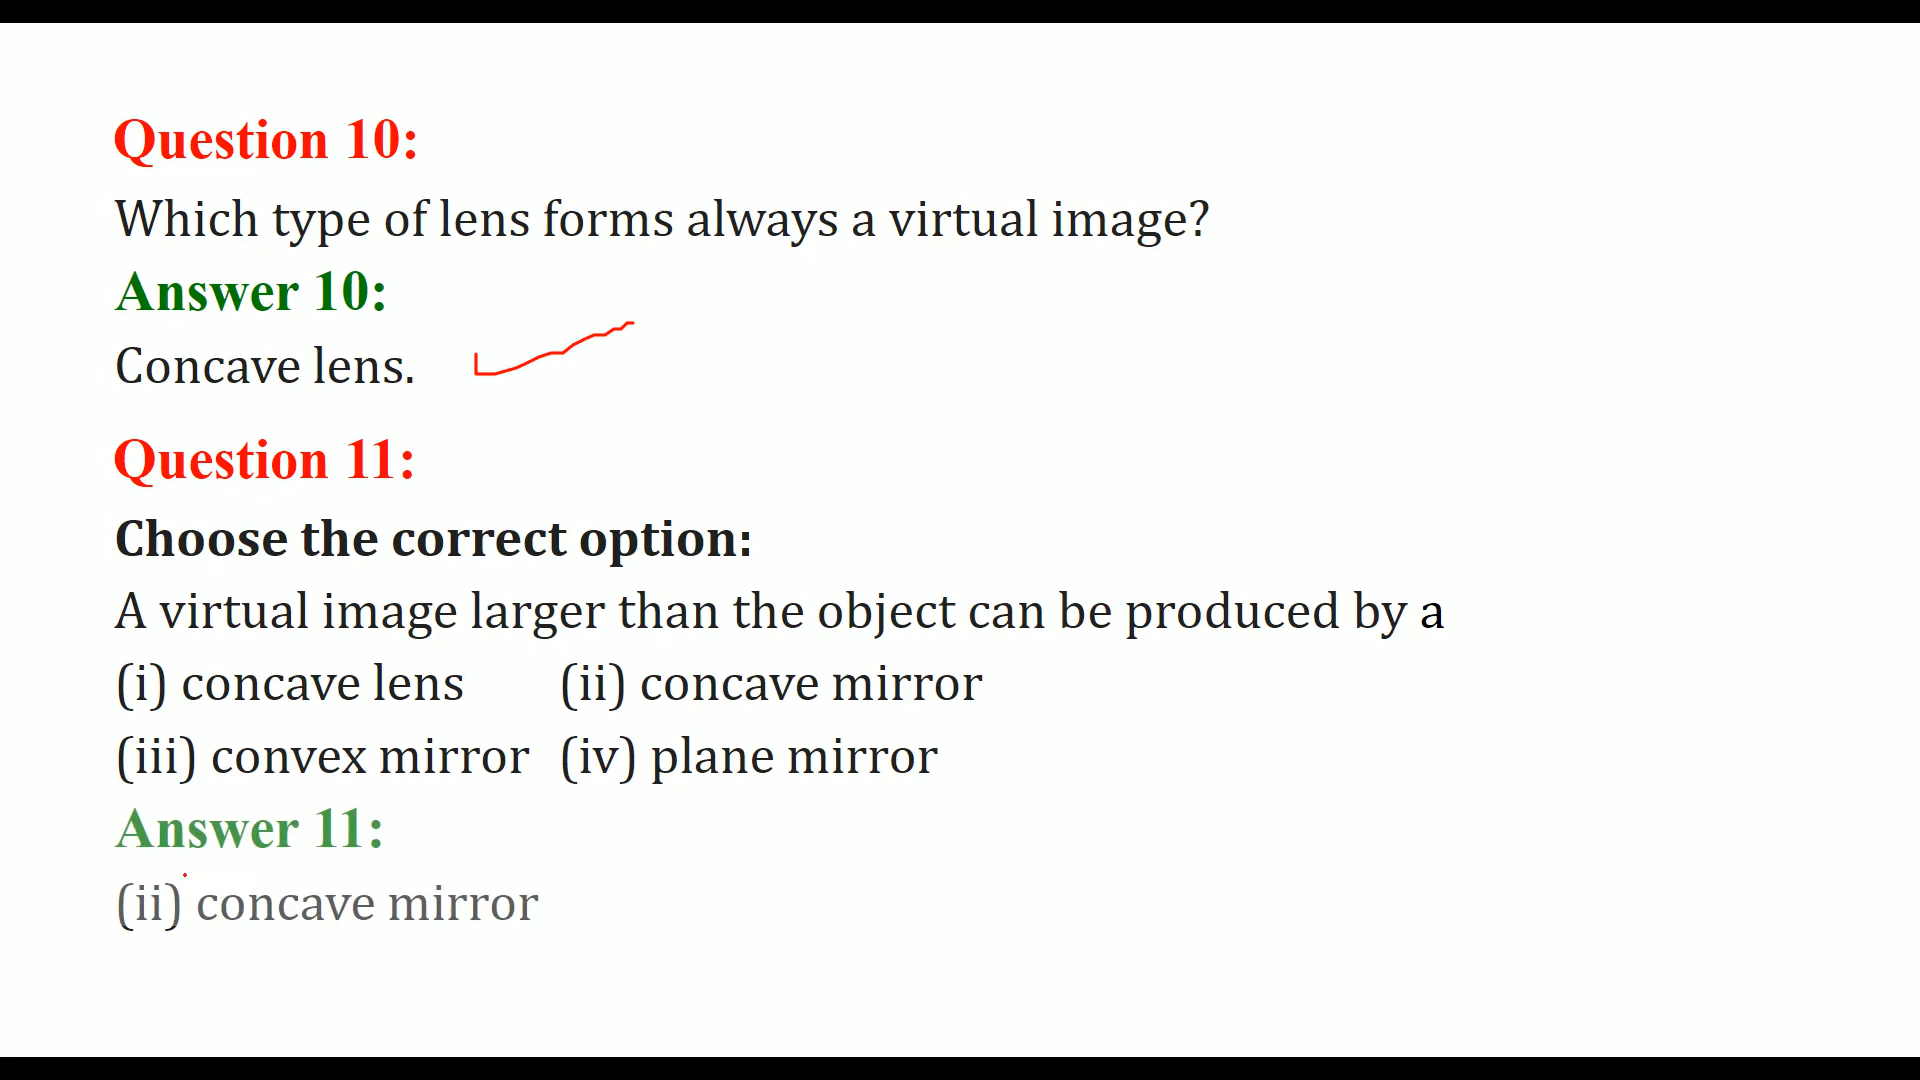 Question 10:
Which type of lens forms always a virtual image?
Answer 10:
Concave lens.
Question 11:
Choose the correct option:
A virtual image larger than the object can be produced by a
(i) concave lens (ii) concave mirror
(iii) convex mirror (iv) plane mirror
Answer 11:
(ii) concave mirror